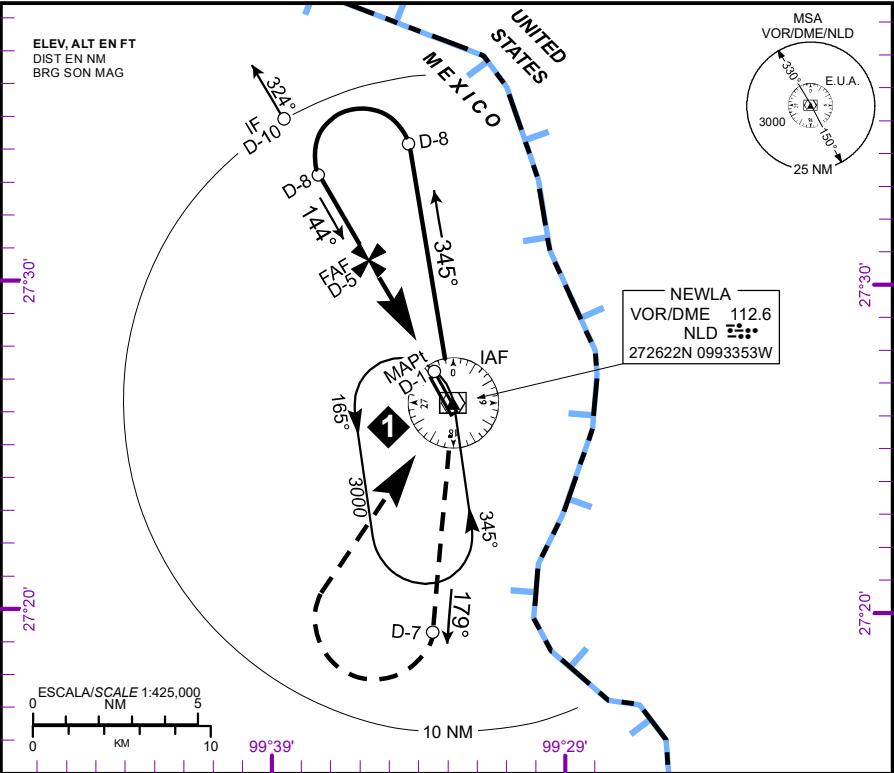 ELEV, ALT EN FT
DIST EN NM
BRG SON MAG
UNITED
STATES
MEXICO
MSA
VOR/DME/NLD
330°
E.U.A.
3000
150°
25 NM
324°
IF
D-10
D-8
D-8
144°
345°
FAF
D-5
27°30'
27°30'
NEWLA
VOR/DME 112.6
NLD
272622N 0993353W
IAF
MAPt
D-1
0
27
18
165°
1
3000
345°
179°
D-7
27°20'
27°20'
ESCALA/SCALE 1:425,000
0 NM 5
0 KM 10
10 NM
99°39'
99°29'